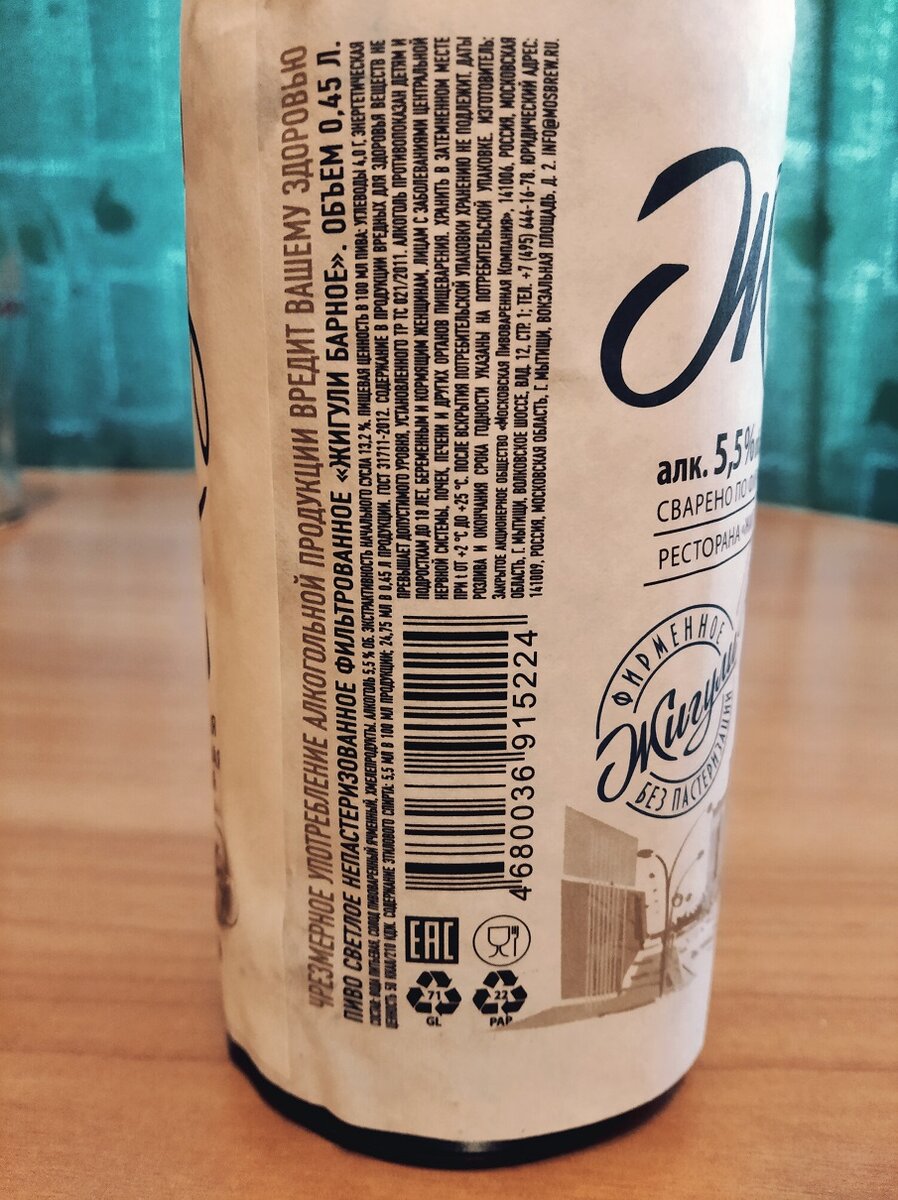 ЧРЕЗМЕРНОЕ УПОТРЕБЛЕНИЕ АЛКОГОЛЬНОЙ ПРОДУКЦИИ ВРЕДИТ ВАШЕМУ ЗДОРОВЬЮ
ПИВО СВЕТЛОЕ НЕПАСТЕРИЗОВАННОЕ ФИЛЬТРОВАННОЕ «ЖИГУЛИ БАРНОЕ». ОБЪЕМ 0,45 Л.
СОСТАВ: ВОДА ПИТЬЕВАЯ, СОЛОД ПИВОВАРЕННЫЙ ЯЧМЕННЫЙ, ХМЕЛЕПРОДУКТЫ. АЛКОГОЛЬ 5,5 % ОБ. ЭКСТРАКТИВНОСТЬ НАЧАЛЬНОГО СУСЛА 13,2 %. ПИЩЕВАЯ ЦЕННОСТЬ В 100 МЛ ПИВА: УГЛЕВОДЫ 4,0 Г, ЭНЕРГЕТИЧЕСКАЯ
ЦЕННОСТЬ 50 ККАЛ/210 КДЖ. СОДЕРЖАНИЕ ЭТИЛОВОГО СПИРТА: 5,5 МЛ В 100 МЛ ПРОДУКЦИИ; 24,75 МЛ В 0,45 Л ПРОДУКЦИИ. ГОСТ 31711-2012. СОДЕРЖАНИЕ В ПРОДУКЦИИ ВРЕДНЫХ ДЛЯ ЗДОРОВЬЯ ВЕЩЕСТВ НЕ
ПРЕВЫШАЕТ ДОПУСТИМОГО УРОВНЯ, УСТАНОВЛЕННОГО ТР ТС 021/2011. АЛКОГОЛЬ ПРОТИВОПОКАЗАН ДЕТЯМ И
ПОДРОСТКАМ ДО 18 ЛЕТ, БЕРЕМЕННЫМ И КОРМЯЩИМ ЖЕНЩИНАМ, ЛИЦАМ С ЗАБОЛЕВАНИЯМИ ЦЕНТРАЛЬНОЙ
НЕРВНОЙ СИСТЕМЫ, ПОЧЕК, ПЕЧЕНИ И ДРУГИХ ОРГАНОВ ПИЩЕВАРЕНИЯ. ХРАНИТЬ В ЗАТЕМНЕННОМ МЕСТЕ
ПРИ t ОТ +2 °С ДО +25 °С. ПОСЛЕ ВСКРЫТИЯ ПОТРЕБИТЕЛЬСКОЙ УПАКОВКИ ХРАНЕНИЮ НЕ ПОДЛЕЖИТ. ДАТЫ
РОЗЛИВА И ОКОНЧАНИЯ СРОКА ГОДНОСТИ УКАЗАНЫ НА ПОТРЕБИТЕЛЬСКОЙ УПАКОВКЕ. ИЗГОТОВИТЕЛЬ:
ЗАКРЫТОЕ АКЦИОНЕРНОЕ ОБЩЕСТВО «Московская Пивоваренная Компания», 141006, РОССИЯ, МОСКОВСКАЯ
ОБЛАСТЬ, Г. МЫТИЩИ, ВОЛКОВСКОЕ ШОССЕ, ВЛД. 12, СТР. 1; ТЕЛ. +7 (495) 644-16-78. ЮРИДИЧЕСКИЙ АДРЕС:
141009, РОССИЯ, МОСКОВСКАЯ ОБЛАСТЬ, Г. МЫТИЩИ, ВОКЗАЛЬНАЯ ПЛОЩАДЬ, Д. 2. INFO@MOSBREW.RU.
4 680036 915224
EAC
71
GL
22
PAP
алк. 5,5%
СВАРЕНО ПО
РЕСТОРАНА
ФИРМЕННОЕ
Жигули
БЕЗ ПАСТЕРИЗАЦИИ